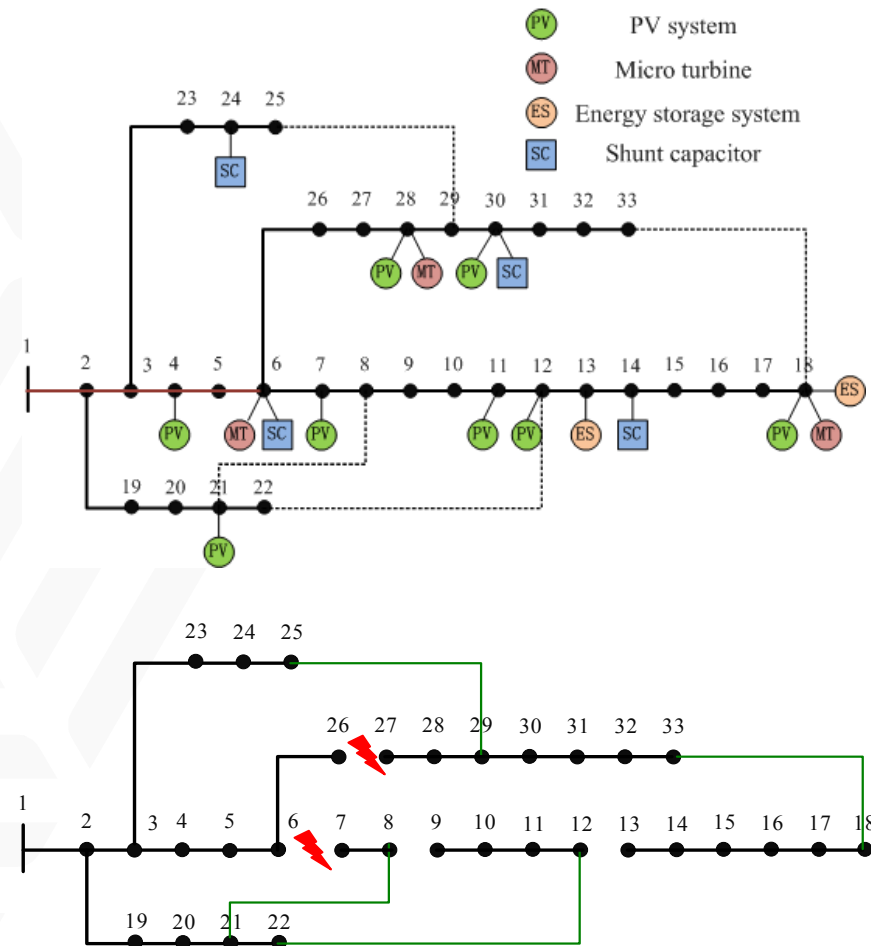 PV PV system
MT Micro turbine
ES Energy storage system
SC Shunt capacitor
23 24 25
SC
26 27 28 29 30 31 32 33
PV MT PV SC
1
2 3 4 5 6 7 8 9 10 11 12 13 14 15 16 17 18
ES
PV MT SC PV PV PV ES SC PV MT
19 20 21 22
PV
23 24 25
26 27 28 29 30 31 32 33
1
2 3 4 5 6 7 8 9 10 11 12 13 14 15 16 17 18
19 20 21 22